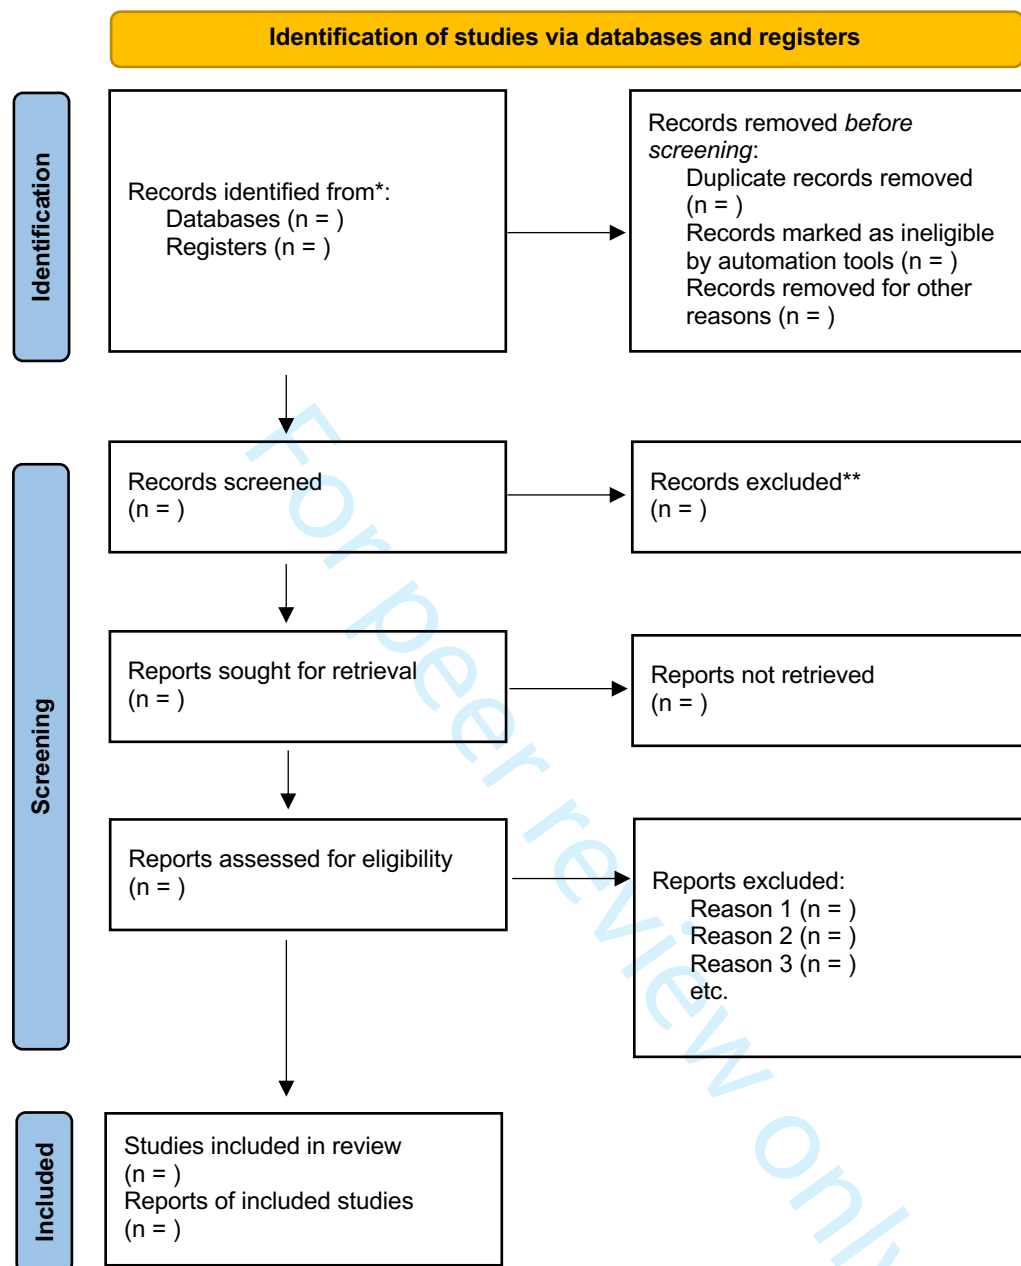 Identification of studies via databases and registers
Identification
Records identified from*:
Databases (n = )
Registers (n = )
Records removed before
screening:
Duplicate records removed
(n = )
Records marked as ineligible
by automation tools (n = )
Records removed for other
reasons (n = )
Screening
Records screened
(n = )
Records excluded**
(n = )
Reports sought for retrieval
(n = )
Reports not retrieved
(n = )
Reports assessed for eligibility
(n = )
Reports excluded:
Reason 1 (n = )
Reason 2 (n = )
Reason 3 (n = )
etc.
Included
Studies included in review
(n = )
Reports of included studies
(n = )
For peer review only